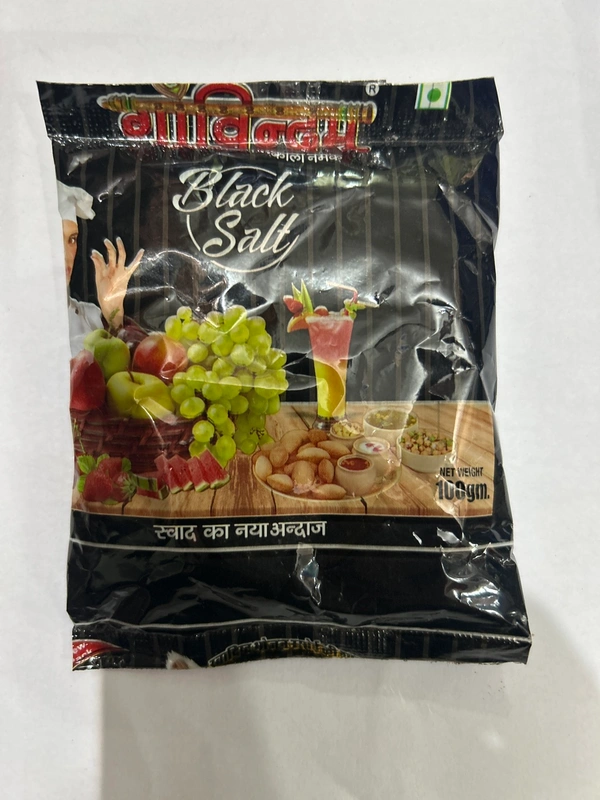 ®
गोविन्दम्
काला नमक
Black
Salt
NET WEIGHT
100gm.
स्वाद का नया अन्दाज